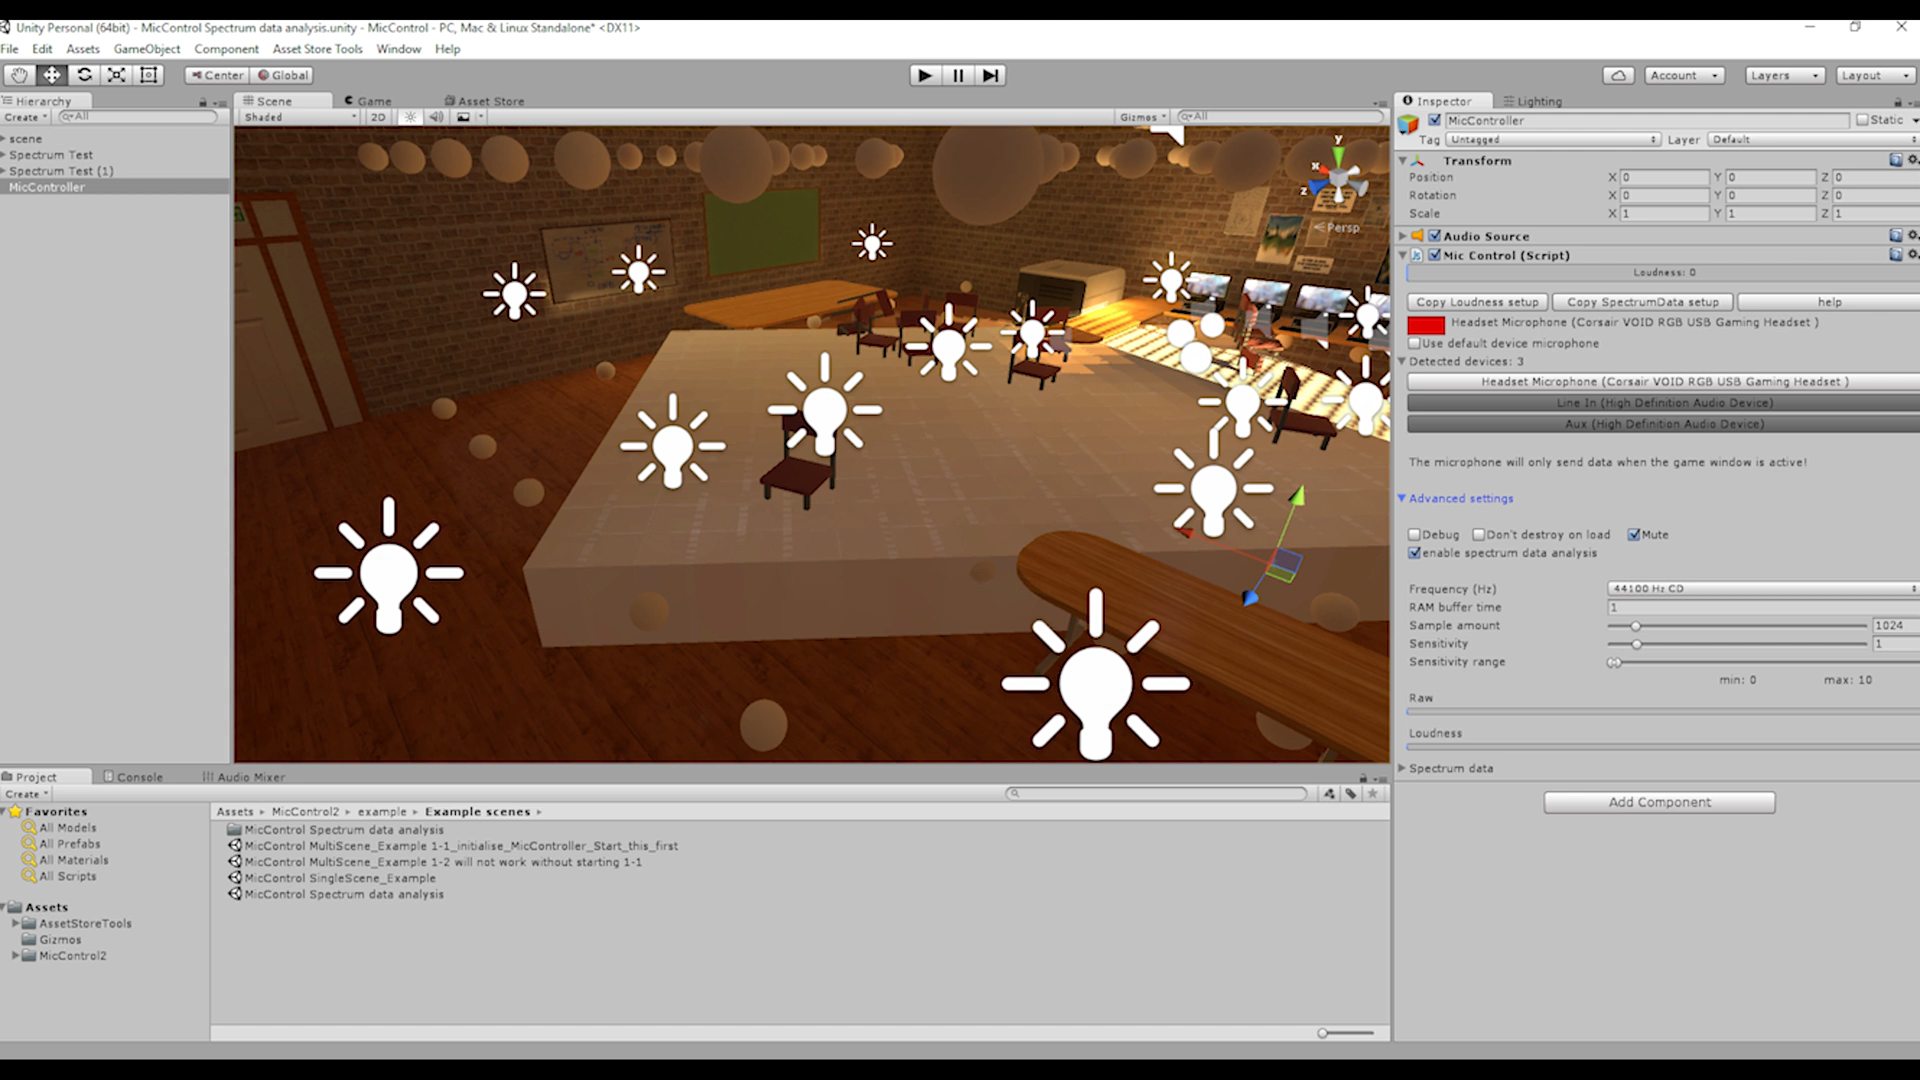 Unity Personal (64bit) - MicControl Spectrum data analysis.unity - MicControl - PC, Mac & Linux Standalone* <DX11>
File Edit Assets GameObject Component Asset Store Tools Window Help
Center Global Account Layers Layout
Hierarchy Scene Game Asset Store Inspector Lighting
Create All Shaded 2D Gizmos All
MicController Static
Tag Untagged Layer Default
scene
Spectrum Test
Spectrum Test (1)
MicController
y
x
z
Persp
Transform
Position X 0 Y 0 Z 0
Rotation X 0 Y 0 Z 0
Scale X 1 Y 1 Z 1
Audio Source
Mic Control (Script)
Loudness: 0
Copy Loudness setup Copy SpectrumData setup help
Headset Microphone (Corsair VOID RGB USB Gaming Headset )
Use default device microphone
Detected devices: 3
Headset Microphone (Corsair VOID RGB USB Gaming Headset )
Line In (High Definition Audio Device)
Aux (High Definition Audio Device)
The microphone will only send data when the game window is active!
Advanced settings
Debug Don't destroy on load Mute
enable spectrum data analysis
Frequency (Hz) 44100 Hz CD
RAM buffer time 1
Sample amount 1024
Sensitivity 1
Sensitivity range
min: 0 max: 10
Raw
Loudness
Spectrum data
Add Component
Project Console Audio Mixer
Create
Favorites
All Models
All Prefabs
All Materials
All Scripts
Assets
AssetStoreTools
Gizmos
MicControl2
Assets MicControl2 example Example scenes
MicControl Spectrum data analysis
MicControl MultiScene_Example 1-1_initialise_MicController_Start_this_first
MicControl MultiScene_Example 1-2 will not work without starting 1-1
MicControl SingleScene_Example
MicControl Spectrum data analysis